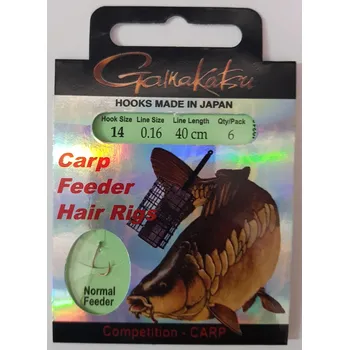 Gamakatsu
HOOKS MADE IN JAPAN
Hook Size Line Size Line Length Qty/Pack
14 0.16 40 cm 6
Carp
Feeder
Hair Rigs
Normal
Feeder
Competition - CARP